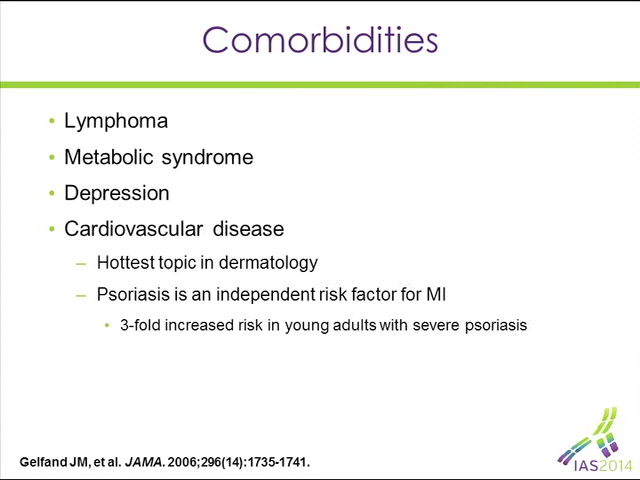 Comorbidities
• Lymphoma
• Metabolic syndrome
• Depression
• Cardiovascular disease
– Hottest topic in dermatology
– Psoriasis is an independent risk factor for MI
• 3-fold increased risk in young adults with severe psoriasis
Gelfand JM, et al. JAMA. 2006;296(14):1735-1741.
IAS2014